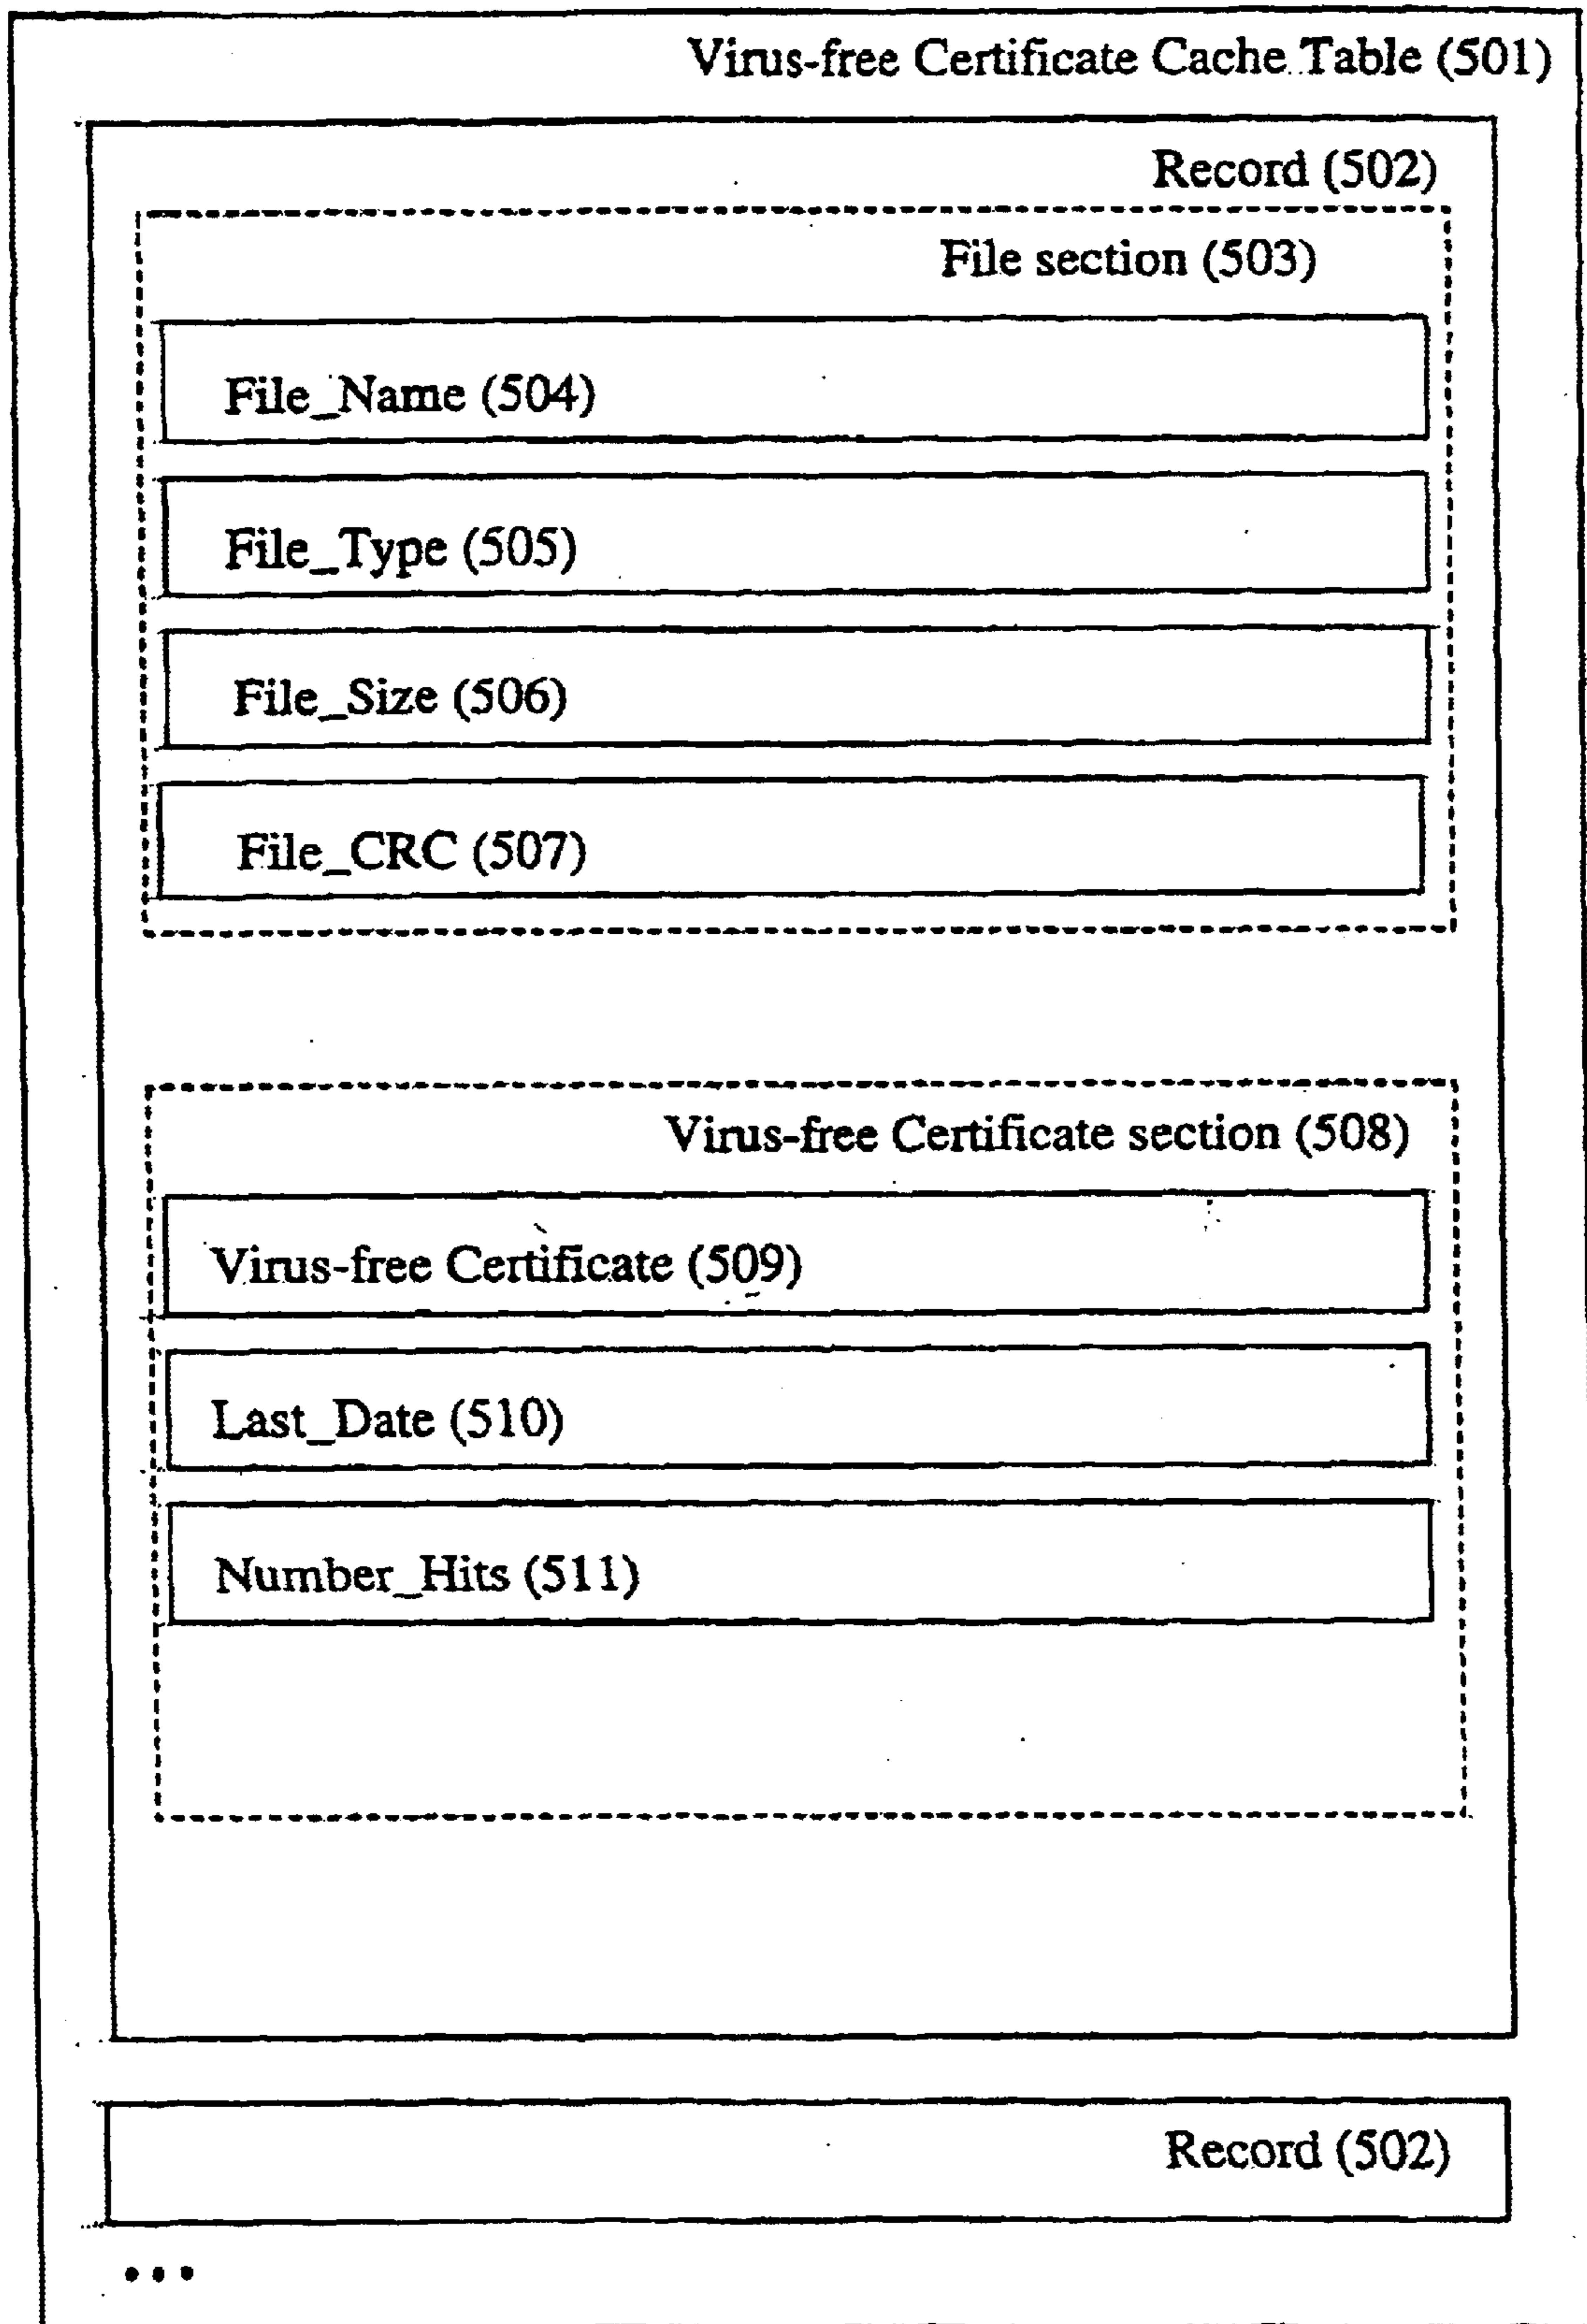 Virus-free Certificate Cache Table (501)
Record (502)
File section (503)
File_Name (504)
File_Type (505)
File_Size (506)
File_CRC (507)
Virus-free Certificate section (508)
Virus-free Certificate (509)
Last_Date (510)
Number_Hits (511)
Record (502)
...